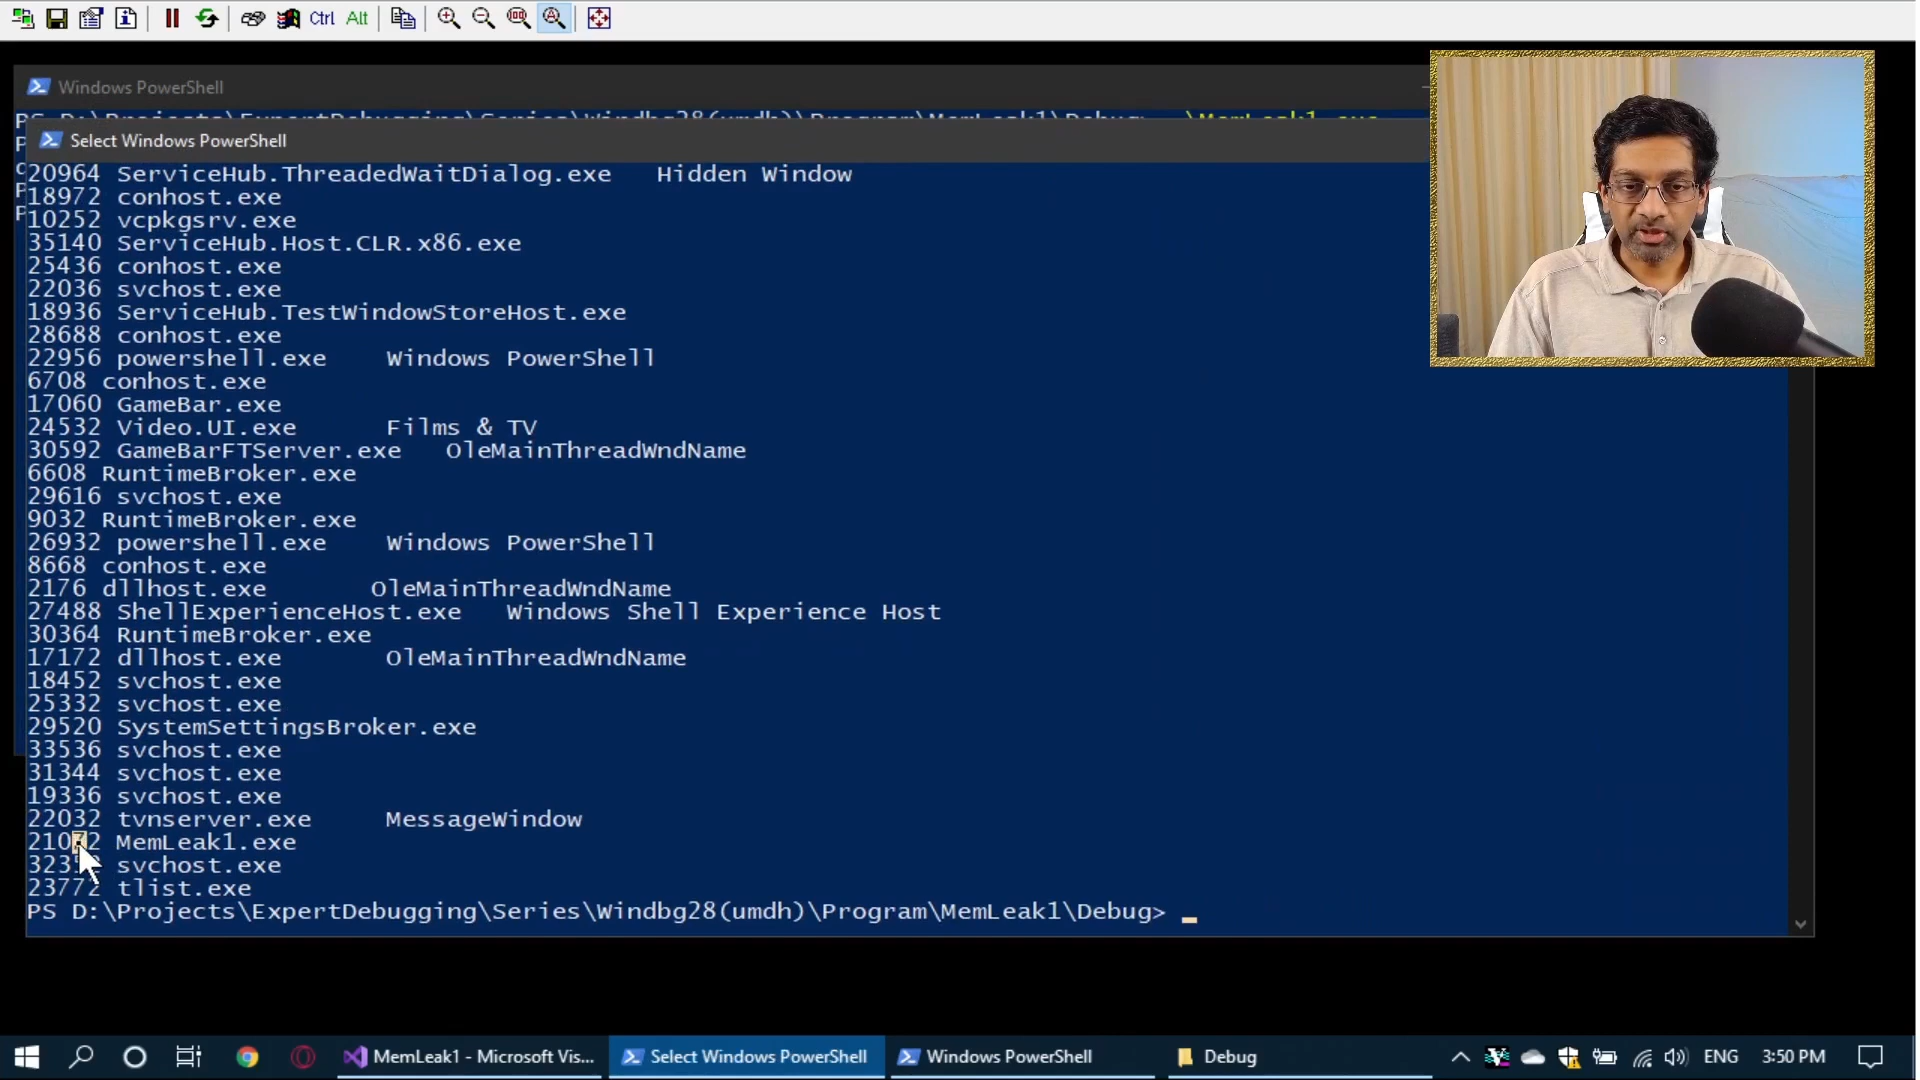 Ctrl Alt
Windows PowerShell
Select Windows PowerShell
20964 ServiceHub.ThreadedWaitDialog.exe Hidden Window
18972 conhost.exe
10252 vcpkgsrv.exe
35140 ServiceHub.Host.CLR.x86.exe
25436 conhost.exe
22036 svchost.exe
18936 ServiceHub.TestWindowStoreHost.exe
28688 conhost.exe
22956 powershell.exe Windows PowerShell
6708 conhost.exe
17060 GameBar.exe
24532 Video.UI.exe Films & TV
30592 GameBarFTServer.exe OleMainThreadWndName
6608 RuntimeBroker.exe
29616 svchost.exe
9032 RuntimeBroker.exe
26932 powershell.exe Windows PowerShell
8668 conhost.exe
2176 dllhost.exe OleMainThreadWndName
27488 ShellExperienceHost.exe Windows Shell Experience Host
30364 RuntimeBroker.exe
17172 dllhost.exe OleMainThreadWndName
18452 svchost.exe
25332 svchost.exe
29520 SystemSettingsBroker.exe
33536 svchost.exe
31344 svchost.exe
19336 svchost.exe
22032 tvnserver.exe MessageWindow
MemLeak1.exe
svchost.exe
23772 tlist.exe
PS D:\Projects\ExpertDebugging\Series\Windbg28(umdh)\Program\MemLeak1\Debug>
MemLeak1 - Microsoft Vis... Select Windows PowerShell Windows PowerShell Debug ENG 3:50 PM